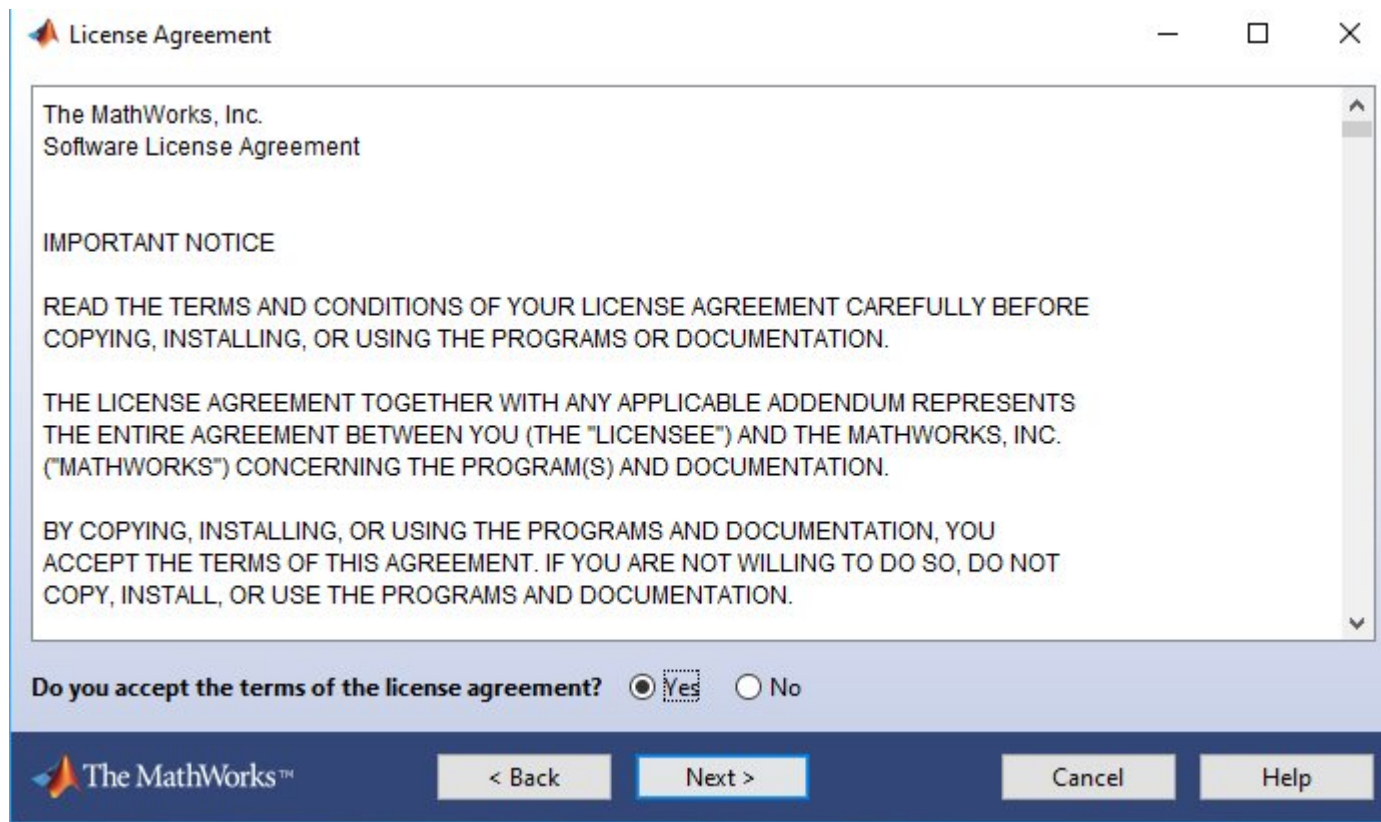 License Agreement
The MathWorks, Inc.
Software License Agreement
IMPORTANT NOTICE
READ THE TERMS AND CONDITIONS OF YOUR LICENSE AGREEMENT CAREFULLY BEFORE
COPYING, INSTALLING, OR USING THE PROGRAMS OR DOCUMENTATION.
THE LICENSE AGREEMENT TOGETHER WITH ANY APPLICABLE ADDENDUM REPRESENTS
THE ENTIRE AGREEMENT BETWEEN YOU (THE "LICENSEE") AND THE MATHWORKS, INC.
("MATHWORKS") CONCERNING THE PROGRAM(S) AND DOCUMENTATION.
BY COPYING, INSTALLING, OR USING THE PROGRAMS AND DOCUMENTATION, YOU
ACCEPT THE TERMS OF THIS AGREEMENT. IF YOU ARE NOT WILLING TO DO SO, DO NOT
COPY, INSTALL, OR USE THE PROGRAMS AND DOCUMENTATION.
Do you accept the terms of the license agreement? Yes No
The MathWorks™ < Back Next > Cancel Help